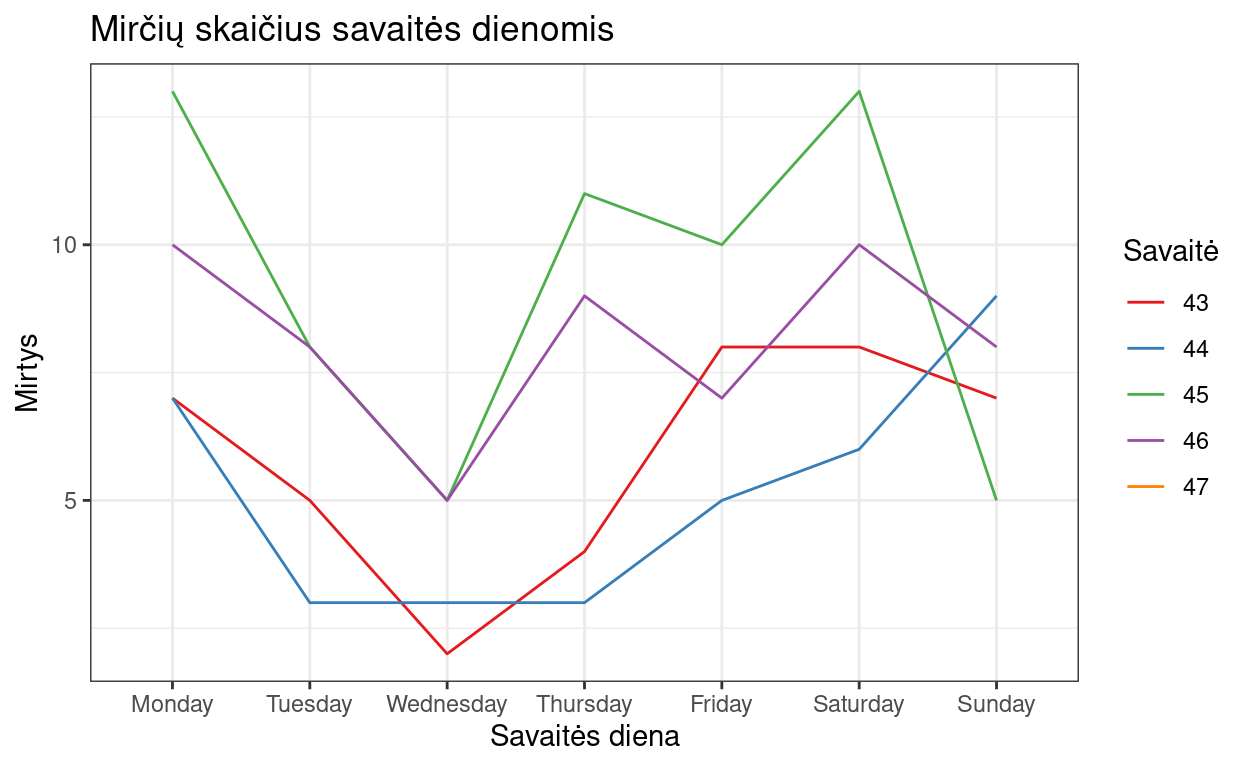 Mirčių skaičius savaitės dienomis
Mirtys
10
5
Monday Tuesday Wednesday Thursday Friday Saturday Sunday
Savaitės diena
Savaitė
43
44
45
46
47